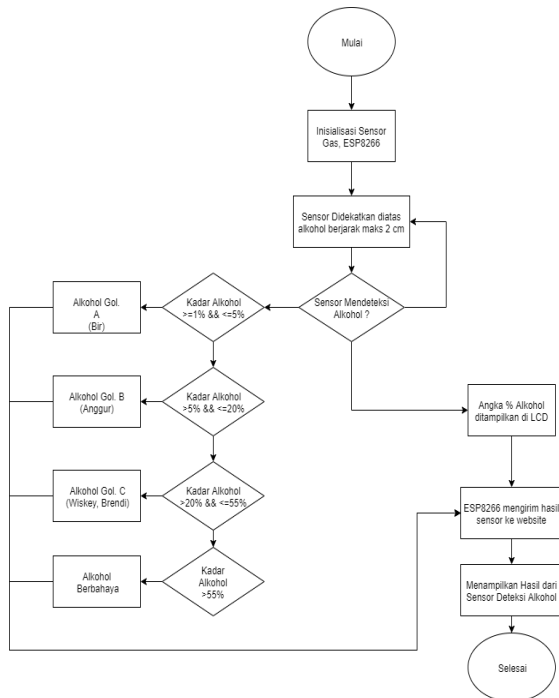 Mulai
Inisialisasi Sensor
Gas, ESP8266
Sensor Didekatkan diatas
alkohol berjarak maks 2 cm
Sensor Mendeteksi
Alkohol ?
Kadar Alkohol
>=1% && <=5%
Alkohol Gol.
A
(Bir)
Kadar Alkohol
>5% && <=20%
Alkohol Gol. B
(Anggur)
Kadar Alkohol
>20% && <=55%
Alkohol Gol. C
(Wiskey, Brendi)
Kadar
Alkohol
>55%
Alkohol
Berbahaya
Angka % Alkohol
ditampilkan di LCD
ESP8266 mengirim hasil
sensor ke website
Menampilkan Hasil dari
Sensor Deteksi Alkohol
Selesai